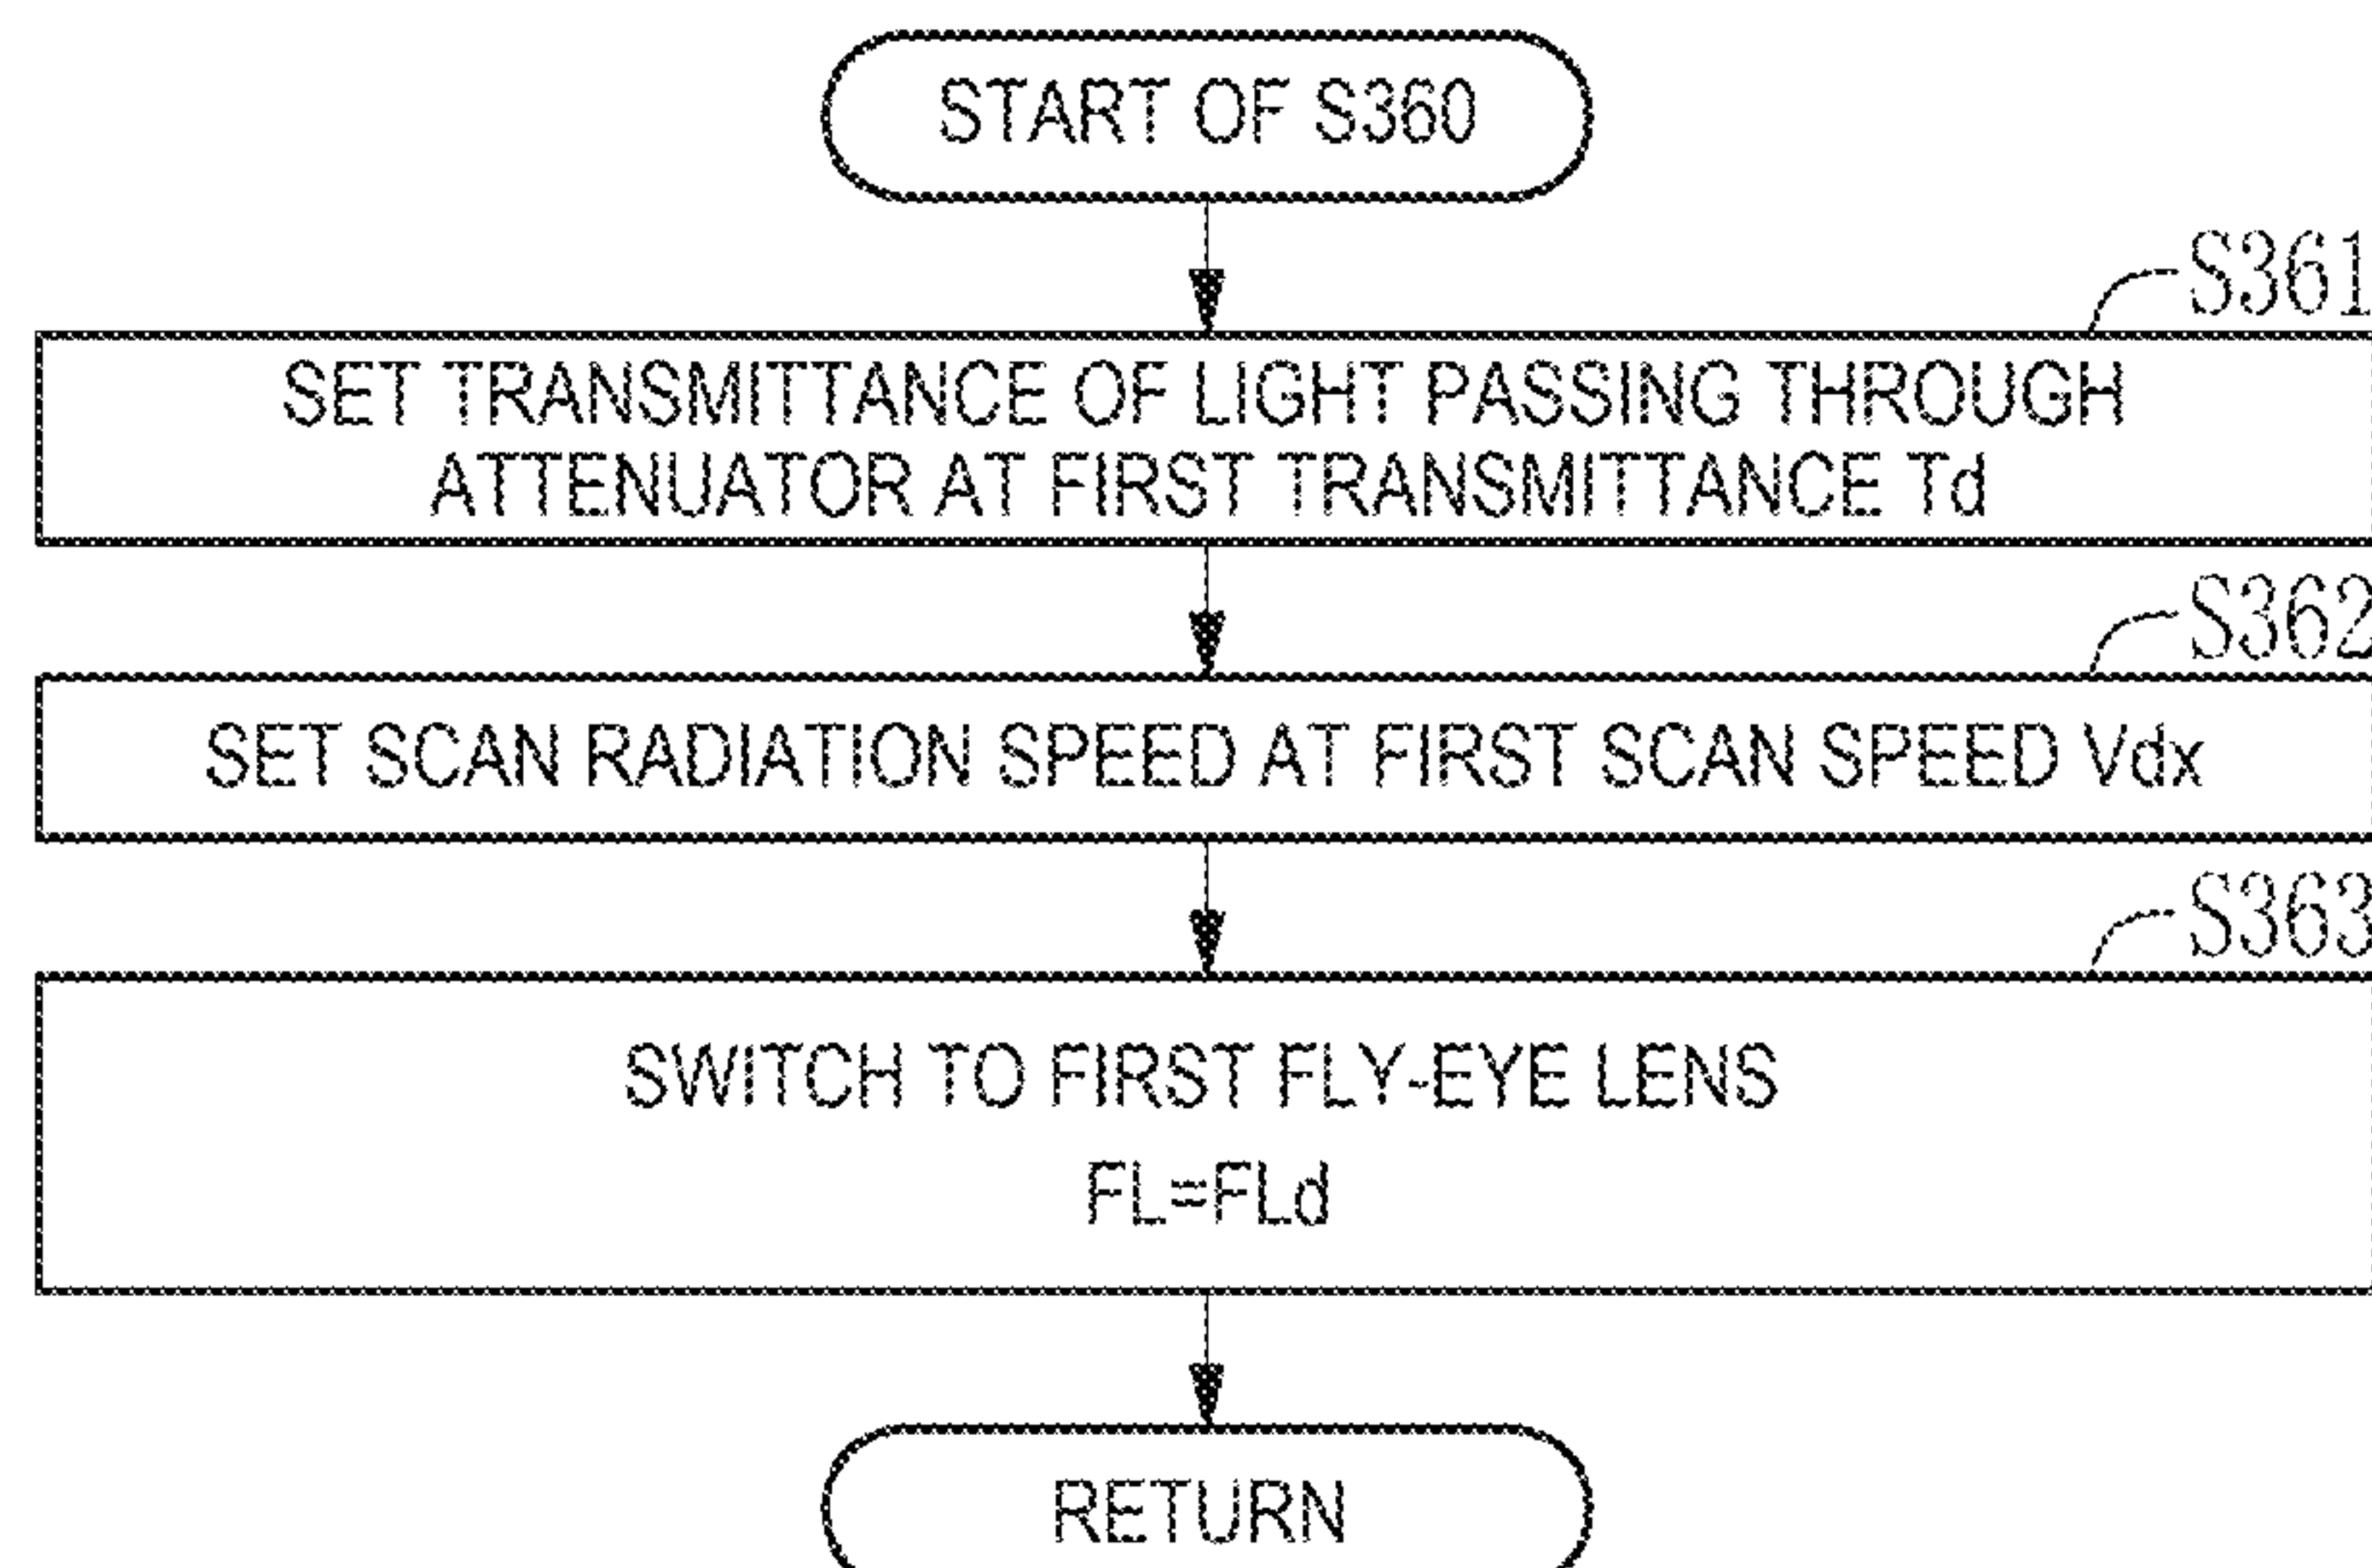 START OF S360
S361
SET TRANSMITTANCE OF LIGHT PASSING THROUGH
ATTENUATOR AT FIRST TRANSMITTANCE Td
S362
SET SCAN RADIATION SPEED AT FIRST SCAN SPEED Vdx
S363
SWITCH TO FIRST FLY-EYE LENS
FL=FLd
RETURN